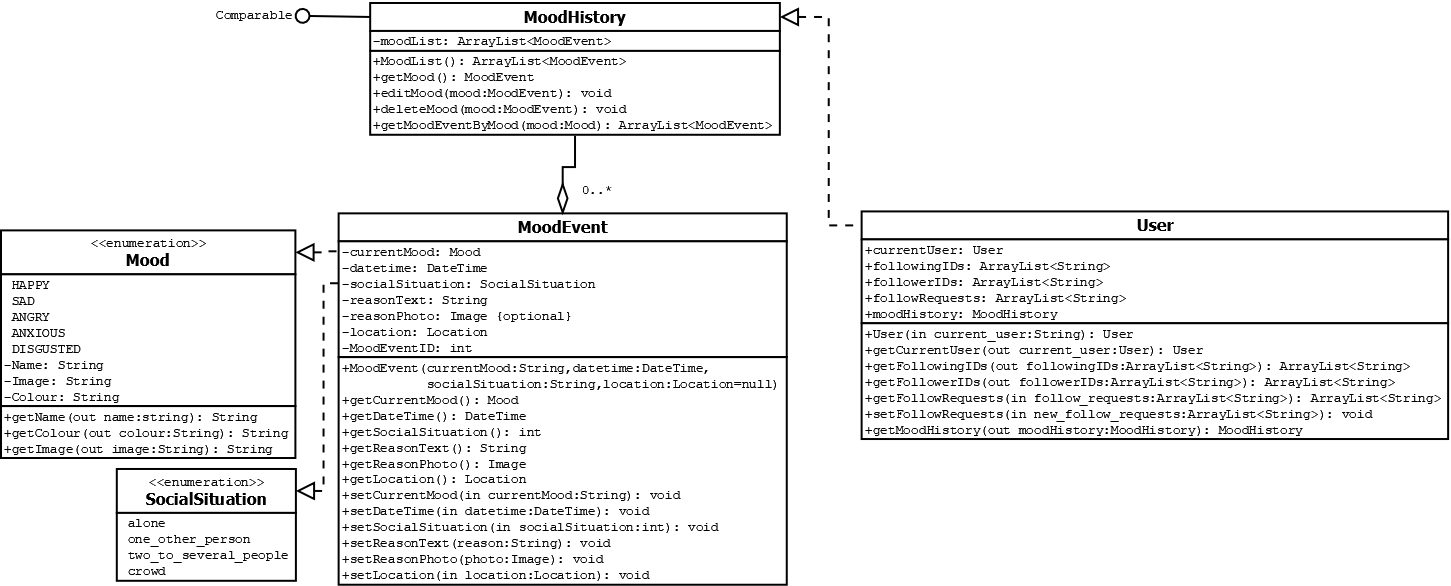 Comparable
MoodHistory
-moodList: ArrayList<MoodEvent>
+MoodList(): ArrayList<MoodEvent>
+getMood(): MoodEvent
+editMood(mood:MoodEvent): void
+deleteMood(mood:MoodEvent): void
+getMoodEventByMood(mood:Mood): ArrayList<MoodEvent>
0..*
<<enumeration>>
Mood
HAPPY
SAD
ANGRY
ANXIOUS
DISGUSTED
-Name: String
-Image: String
-Colour: String
+getName(out name:string): String
+getColour(out colour:String): String
+getImage(out image:String): String
<<enumeration>>
SocialSituation
alone
one_other_person
two_to_several_people
crowd
MoodEvent
-currentMood: Mood
-datetime: DateTime
-socialSituation: SocialSituation
-reasonText: String
-reasonPhoto: Image {optional}
-location: Location
-MoodEventID: int
+MoodEvent(currentMood:String,datetime:DateTime,
socialSituation:String,location:Location=null)
+getCurrentMood(): Mood
+getDateTime(): DateTime
+getSocialSituation(): int
+getReasonText(): String
+getReasonPhoto(): Image
+getLocation(): Location
+setCurrentMood(in currentMood:String): void
+setDateTime(in datetime:DateTime): void
+setSocialSituation(in socialSituation:int): void
+setReasonText(reason:String): void
+setReasonPhoto(photo:Image): void
+setLocation(in location:Location): void
User
+currentUser: User
+followingIDs: ArrayList<String>
+followerIDs: ArrayList<String>
+followRequests: ArrayList<String>
+moodHistory: MoodHistory
+User(in current_user:String): User
+getCurrentUser(out current_user:User): User
+getFollowingIDs(out followingIDs:ArrayList<String>): ArrayList<String>
+getFollowerIDs(out followerIDs:ArrayList<String>): ArrayList<String>
+getFollowRequests(in follow_requests:ArrayList<String>): ArrayList<String>
+setFollowRequests(in new_follow_requests:ArrayList<String>): void
+getMoodHistory(out moodHistory:MoodHistory): MoodHistory